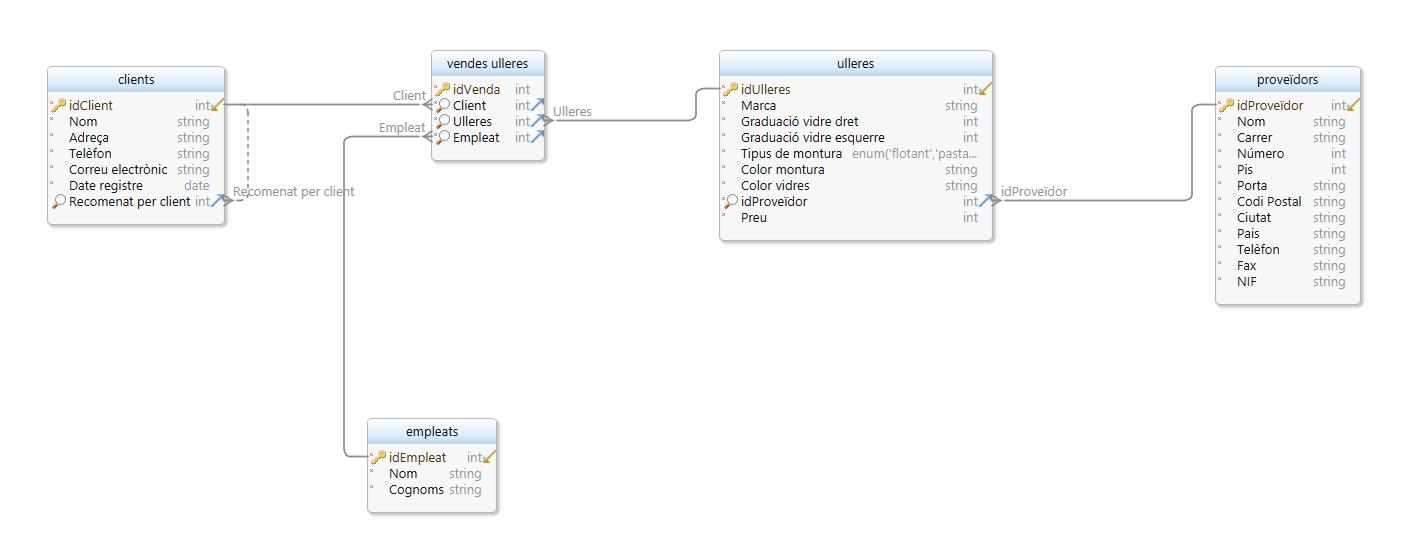 clients
idClient int
Nom string
Adreça string
Telèfon string
Correu electrònic string
Date registre date
Recomenat per client int
Recomenat per client
Client
Empleat
vendes ulleres
idVenda int
Client int
Ulleres int
Empleat int
Ulleres
ulleres
idUlleres int
Marca string
Graduació vidre dret int
Graduació vidre esquerre int
Tipus de montura enum('flotant','pasta...
Color montura string
Color vidres string
idProveïdor int
Preu int
idProveïdor
proveïdors
idProveïdor int
Nom string
Carrer string
Número int
Pis int
Porta string
Codi Postal string
Ciutat string
Pais string
Telèfon string
Fax string
NIF string
empleats
idEmpleat int
Nom string
Cognoms string